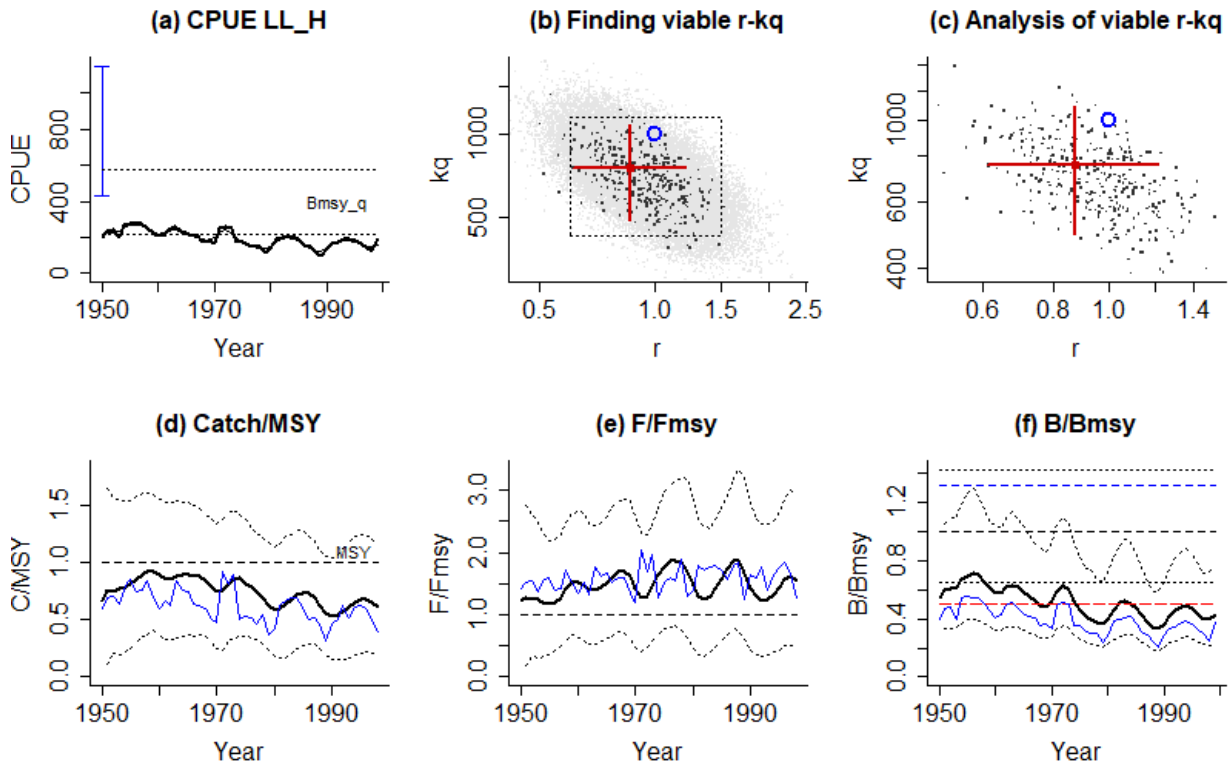 (a) CPUE LL_H
(b) Finding viable r-kq
(c) Analysis of viable r-kq
CPUE
0
400
800
Bmsy_q
1950
1970
1990
Year
kq
500
1000
0.5
1.0
1.5
2.5
r
kq
400
600
1000
0.6
0.8
1.0
1.4
r
(d) Catch/MSY
(e) F/Fmsy
(f) B/Bmsy
C/MSY
0.0
0.5
1.0
1.5
MSY
1950
1970
1990
Year
F/Fmsy
0.0
1.0
2.0
3.0
1950
1970
1990
Year
B/Bmsy
0.0
0.4
0.8
1.2
1950
1970
1990
Year